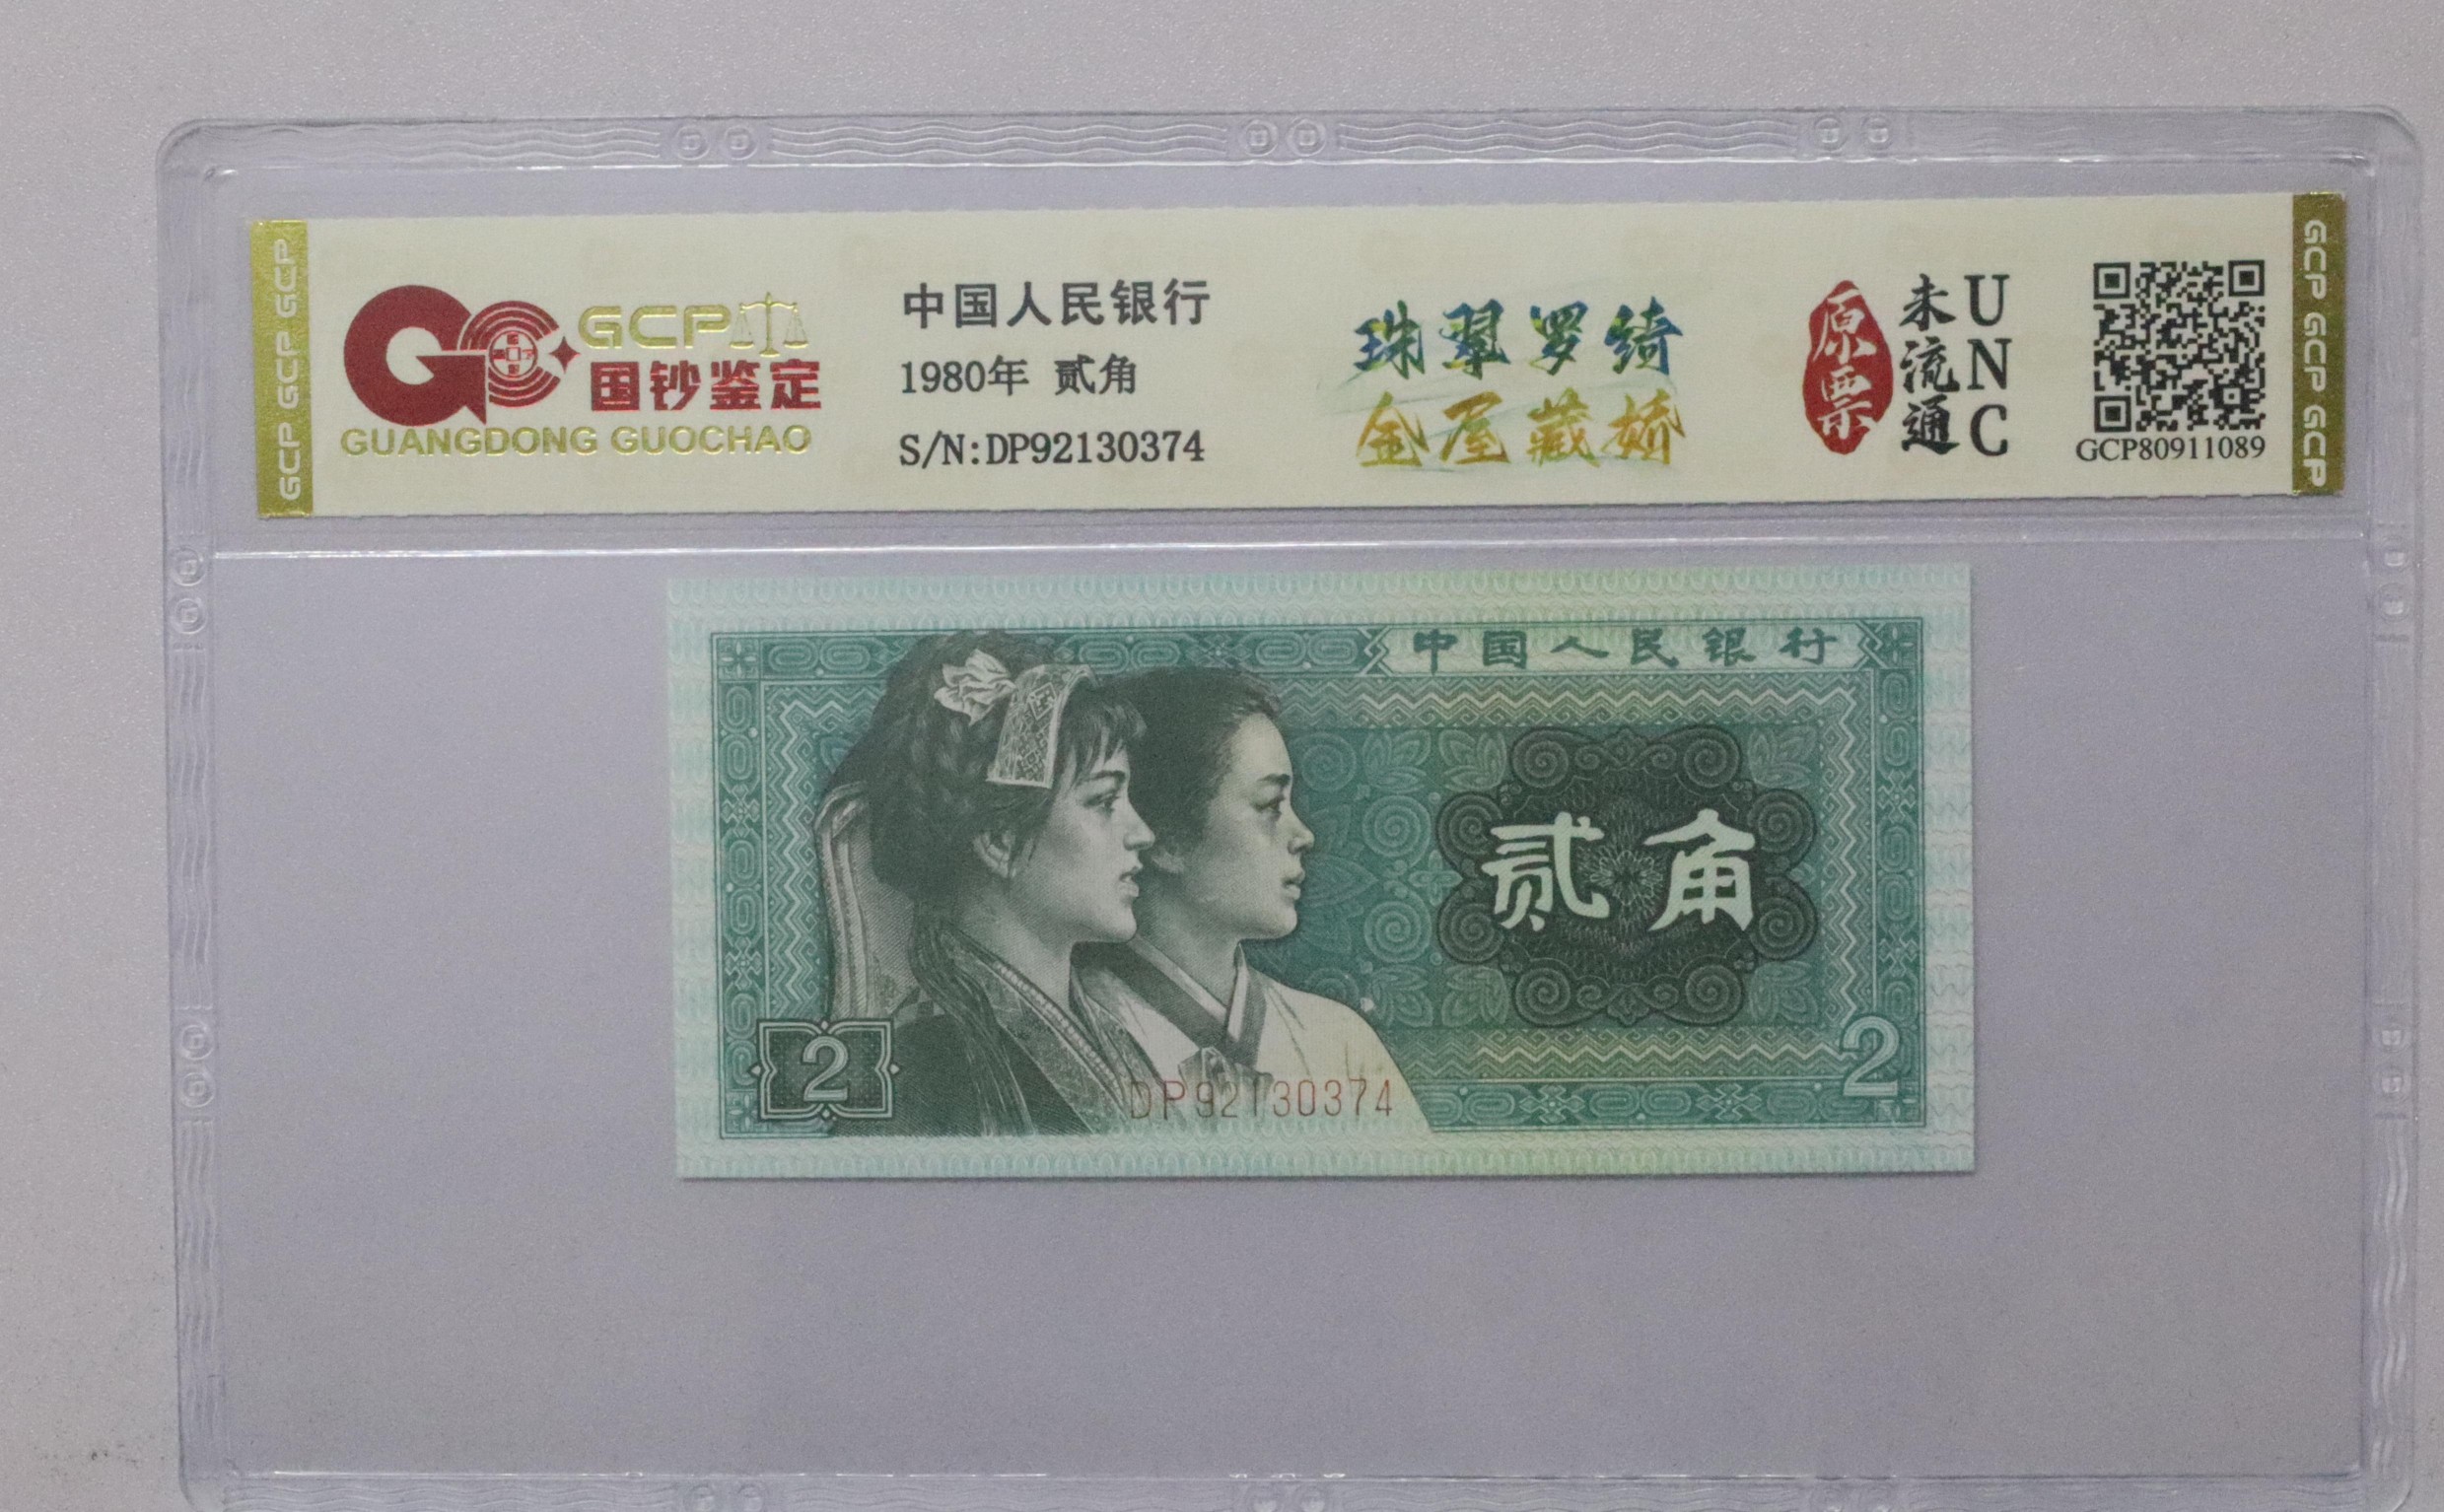 GCP GCP GCP
GCP
国钞鉴定
GUANGDONG GUOCHAO
中国人民银行
1980年 贰角
S/N:DP92130374
珠翠罗绮
金屋藏娇
原票
未流通
UNC
GCP80911089
GCP GCP GCP
中国人民银行
贰角
2
2
DP92130374